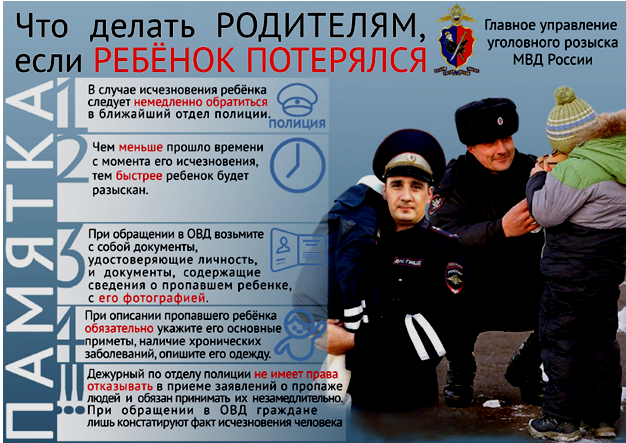 Что делать РОДИТЕЛЯМ,
если РЕБЁНОК ПОТЕРЯЛСЯ
Главное управление
уголовного розыска
МВД России
ПАМЯТКА
1
В случае исчезновения ребёнка
следует немедленно обратиться
в ближайший отдел полиции.
ПОЛИЦИЯ
2
Чем меньше прошло времени
с момента его исчезновения,
тем быстрее ребенок будет
разыскан.
3
При обращении в ОВД возьмите
с собой документы,
удостоверяющие личность,
и документы, содержащие
сведения о пропавшем ребенке,
с его фотографией.
4
При описании пропавшего ребёнка
обязательно укажите его основные
приметы, наличие хронических
заболеваний, опишите его одежду.
!!!
Дежурный по отделу полиции не имеет права
отказывать в приеме заявлений о пропаже
людей и обязан принимать их незамедлительно.
При обращении в ОВД граждане
лишь констатируют факт исчезновения человека